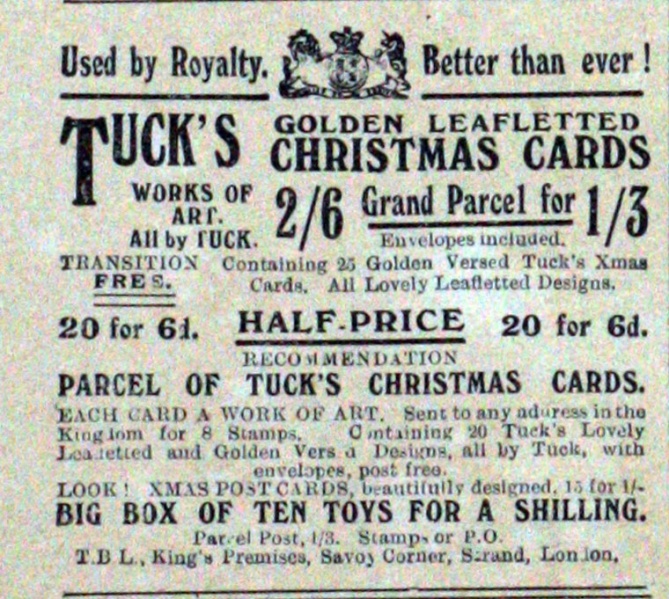 Used by Royalty. Better than ever!
TUCK'S GOLDEN LEAFLETTED
CHRISTMAS CARDS
WORKS OF
ART.
All by TUCK.
2/6 Grand Parcel for 1/3
Envelopes included.
TRANSITION
FRES.
Containing 25 Golden Versed Tuck's Xmas
Cards. All Lovely Leafletted Designs.
20 for 6d. HALF-PRICE 20 for 6d.
RECOMMENDATION
PARCEL OF TUCK'S CHRISTMAS CARDS.
EACH CARD A WORK OF ART. Sent to any address in the
Kingdom for 8 Stamps. Containing 20 Tuck's Lovely
Leafletted and Golden Versed Designs, all by Tuck, with
envelopes, post free.
LOOK! XMAS POST CARDS, beautifully designed, 15 for 1/-
BIG BOX OF TEN TOYS FOR A SHILLING.
Parcel Post, 1/3. Stamps or P.O.
T.B L., King's Premises, Savoy Corner, Strand, London.